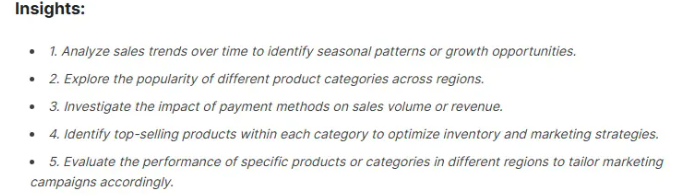 Insights:
• 1. Analyze sales trends over time to identify seasonal patterns or growth opportunities.
• 2. Explore the popularity of different product categories across regions.
• 3. Investigate the impact of payment methods on sales volume or revenue.
• 4. Identify top-selling products within each category to optimize inventory and marketing strategies.
• 5. Evaluate the performance of specific products or categories in different regions to tailor marketing
campaigns accordingly.